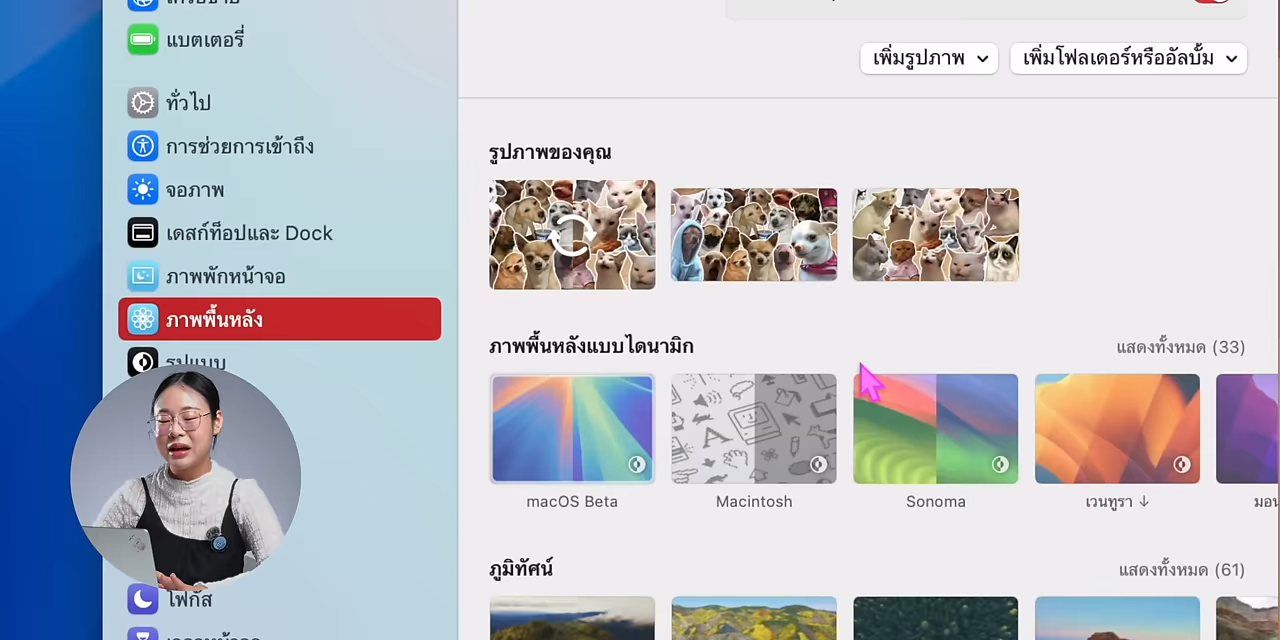 แบตเตอรี่
เพิ่มรูปภาพ
เพิ่มโฟลเดอร์หรืออัลบั้ม
ทั่วไป
การช่วยการเข้าถึง
จอภาพ
เดสก์ท็อปและ Dock
ภาพพักหน้าจอ
ภาพพื้นหลัง
รูปแบบ
โฟกัส
รูปภาพของคุณ
ภาพพื้นหลังแบบไดนามิก
แสดงทั้งหมด (33)
macOS Beta
Macintosh
Sonoma
เวนทูรา
ภูมิทัศน์
แสดงทั้งหมด (61)